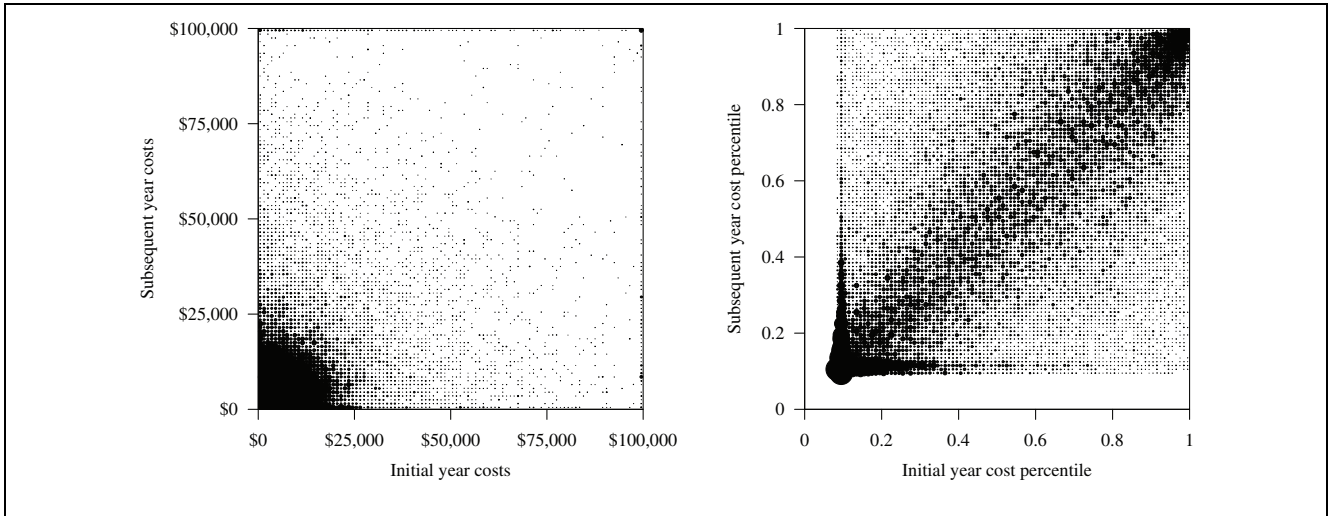 $100,000
$75,000
$50,000
$25,000
$0
Subsequent year costs
$0 $25,000 $50,000 $75,000 $100,000
Initial year costs
1
0.8
0.6
0.4
0.2
0
Subsequent year cost percentile
0 0.2 0.4 0.6 0.8 1
Initial year cost percentile